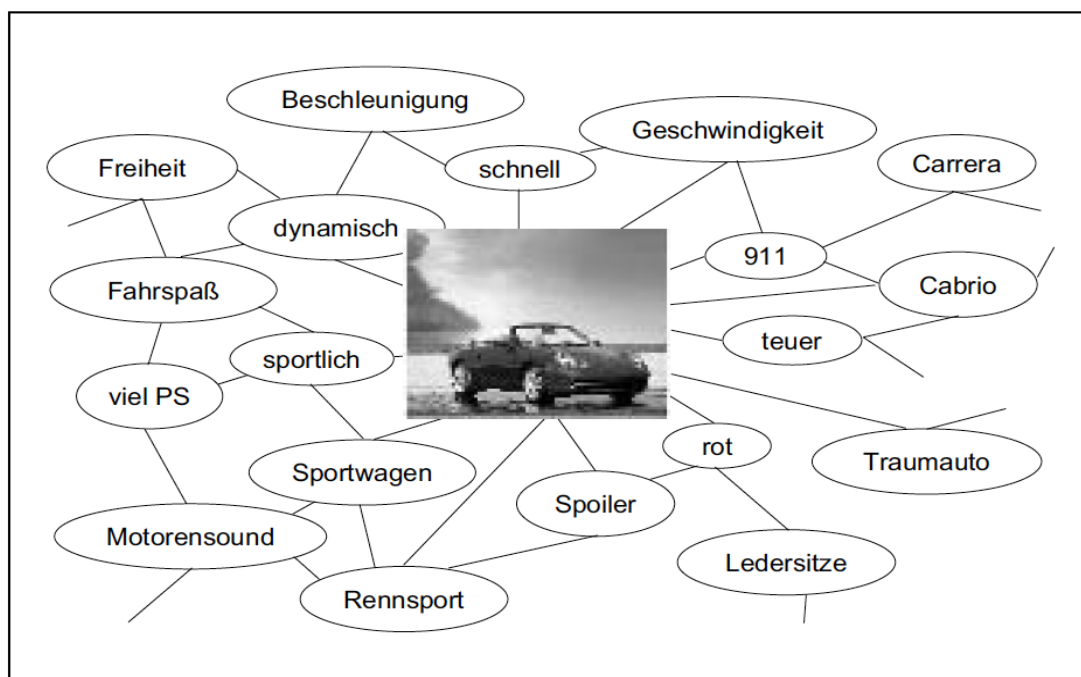 Beschleunigung
Geschwindigkeit
Freiheit
schnell
Carrera
dynamisch
911
Fahrspaß
Cabrio
sportlich
teuer
viel PS
rot
Sportwagen
Traumauto
Spoiler
Motorensound
Ledersitze
Rennsport